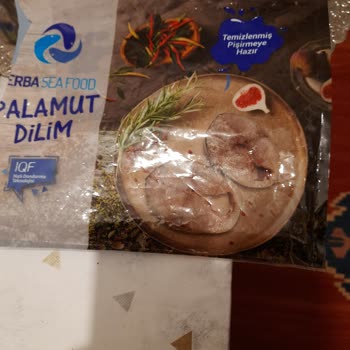 ERBA SEA FOOD
PALAMUT
DİLİM
IQF
Temizlenmiş
Pişirmeye
Hazır